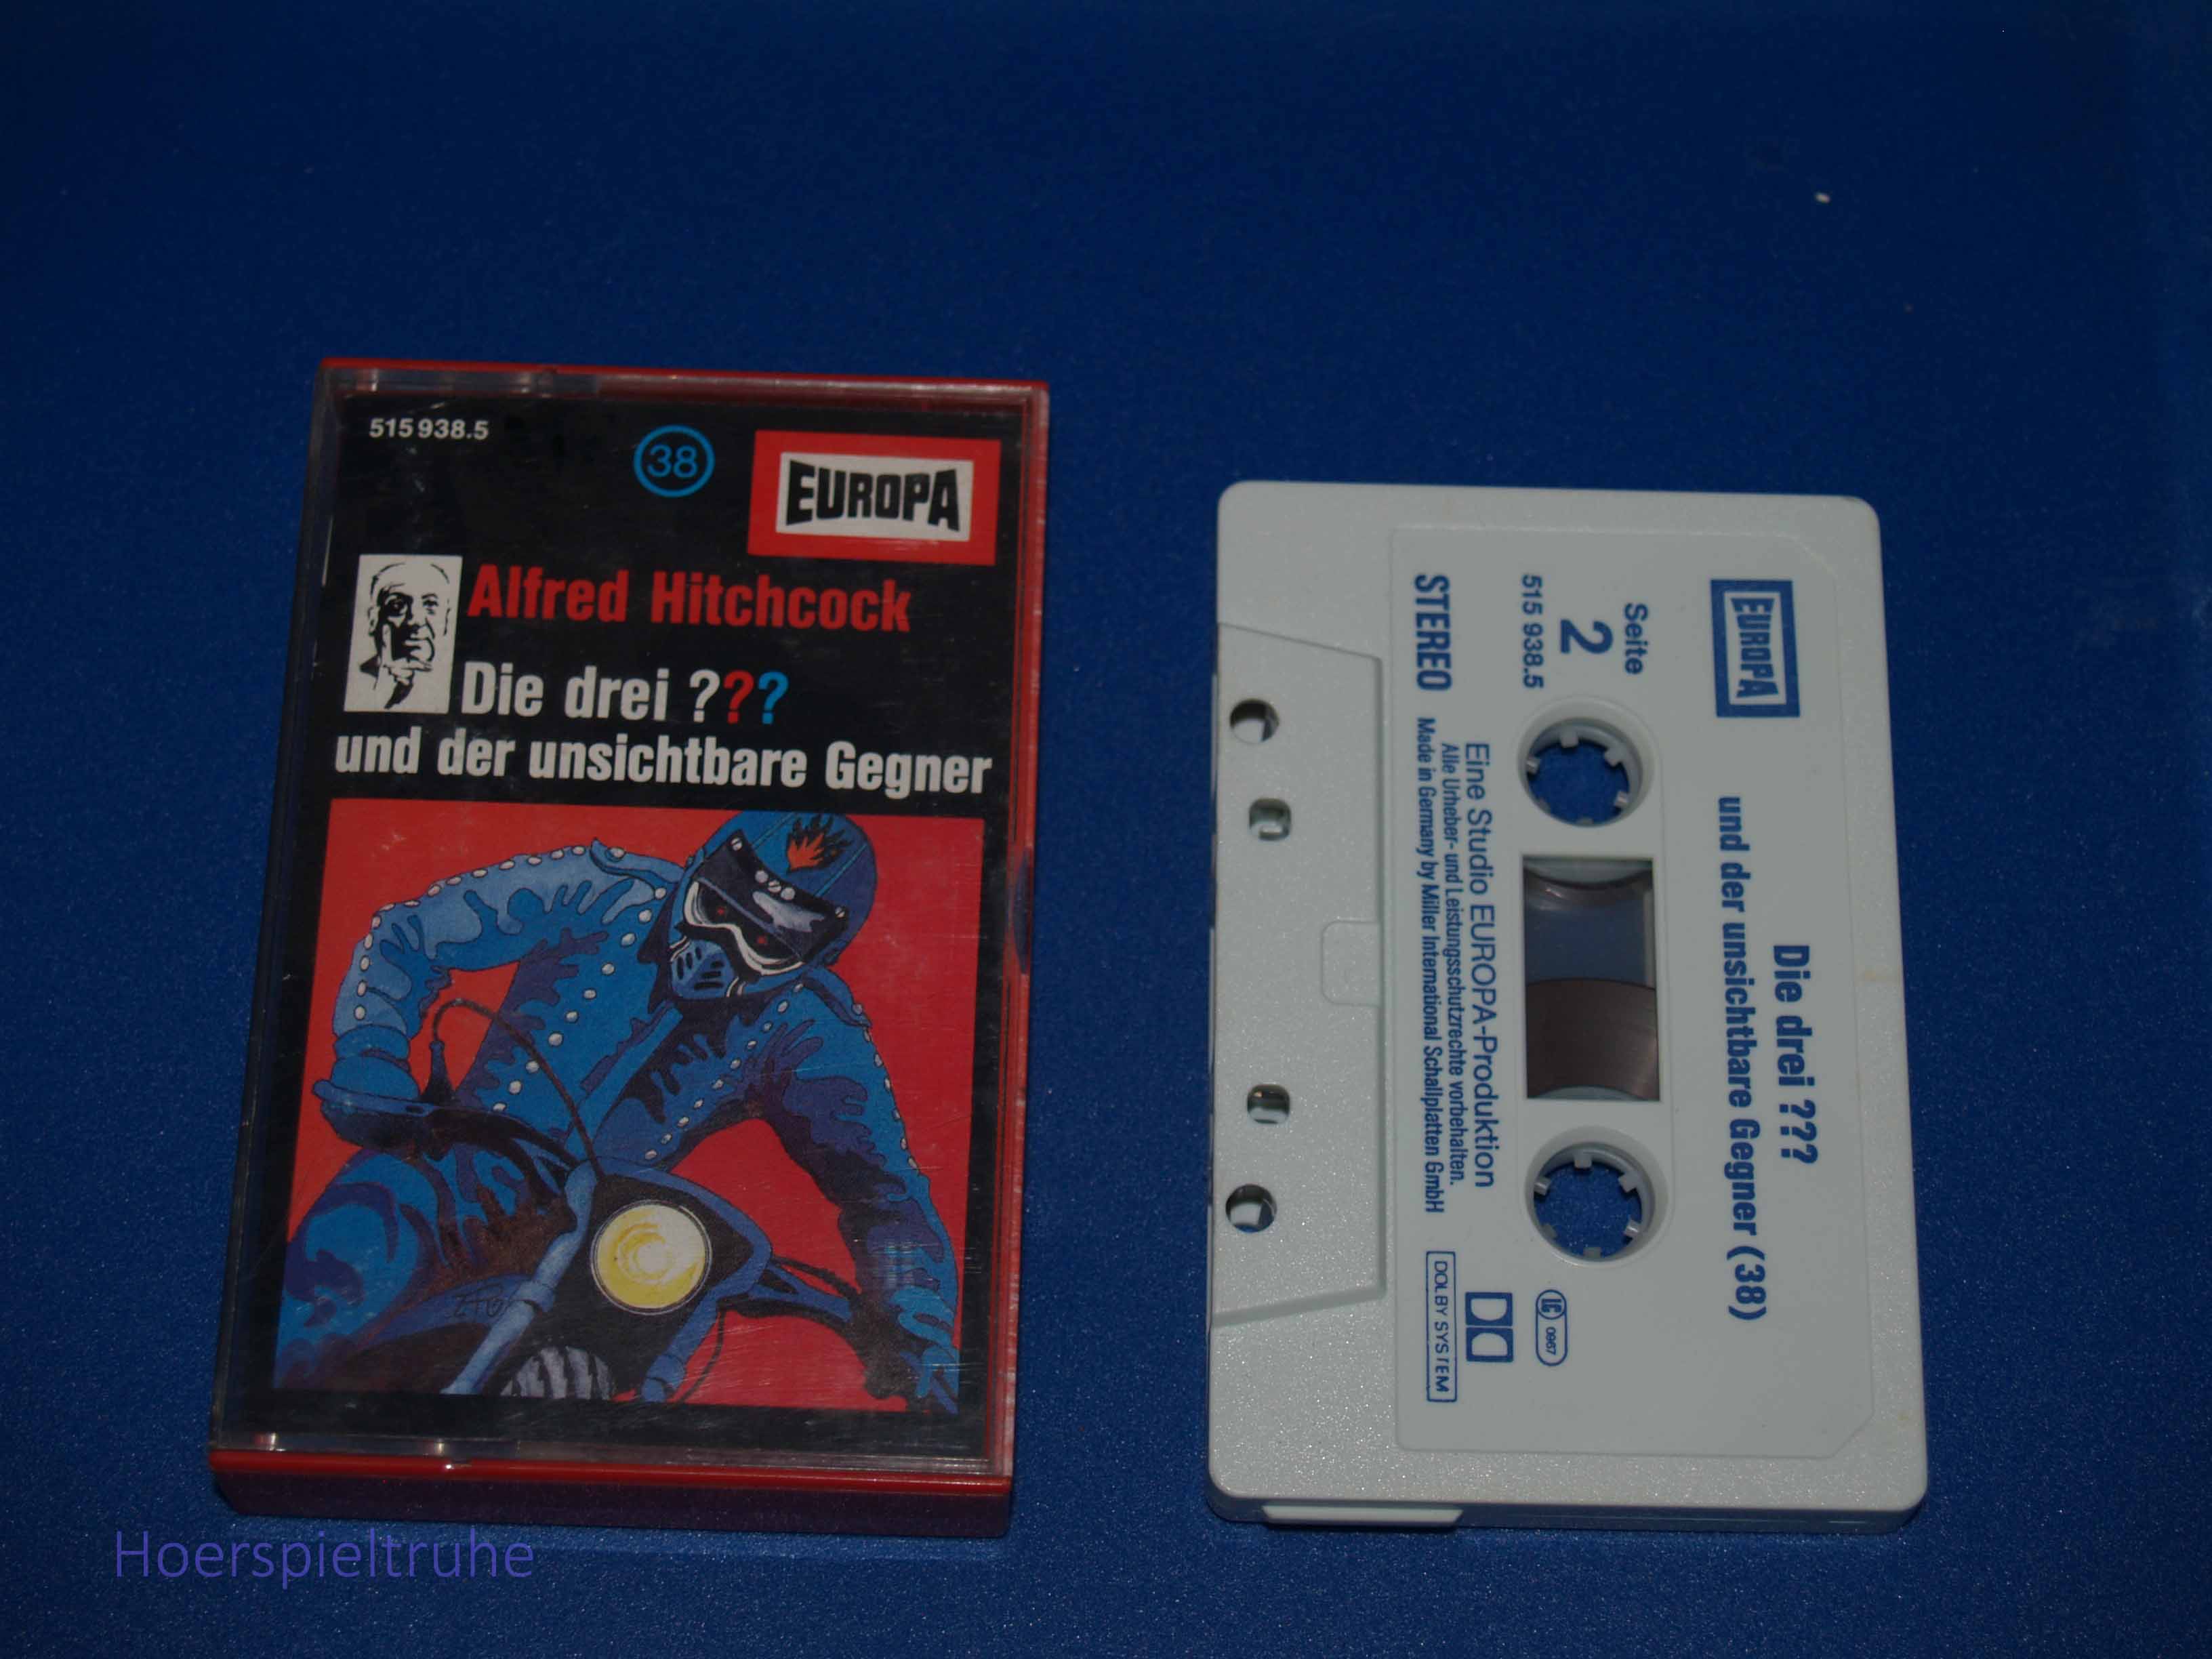 515 938.5
38
EUROPA
Alfred Hitchcock
Die drei ???
und der unsichtbare Gegner
EUROPA
Die drei ???
und der unsichtbare Gegner (38)
Seite
2
515 938.5
LC 0967
STEREO
Eine Studio EUROPA-Produktion
Alle Urheber- und Leistungsschutzrechte vorbehalten.
Made in Germany by Miller International Schallplatten GmbH
DOLBY SYSTEM
Hoerspieltruhe